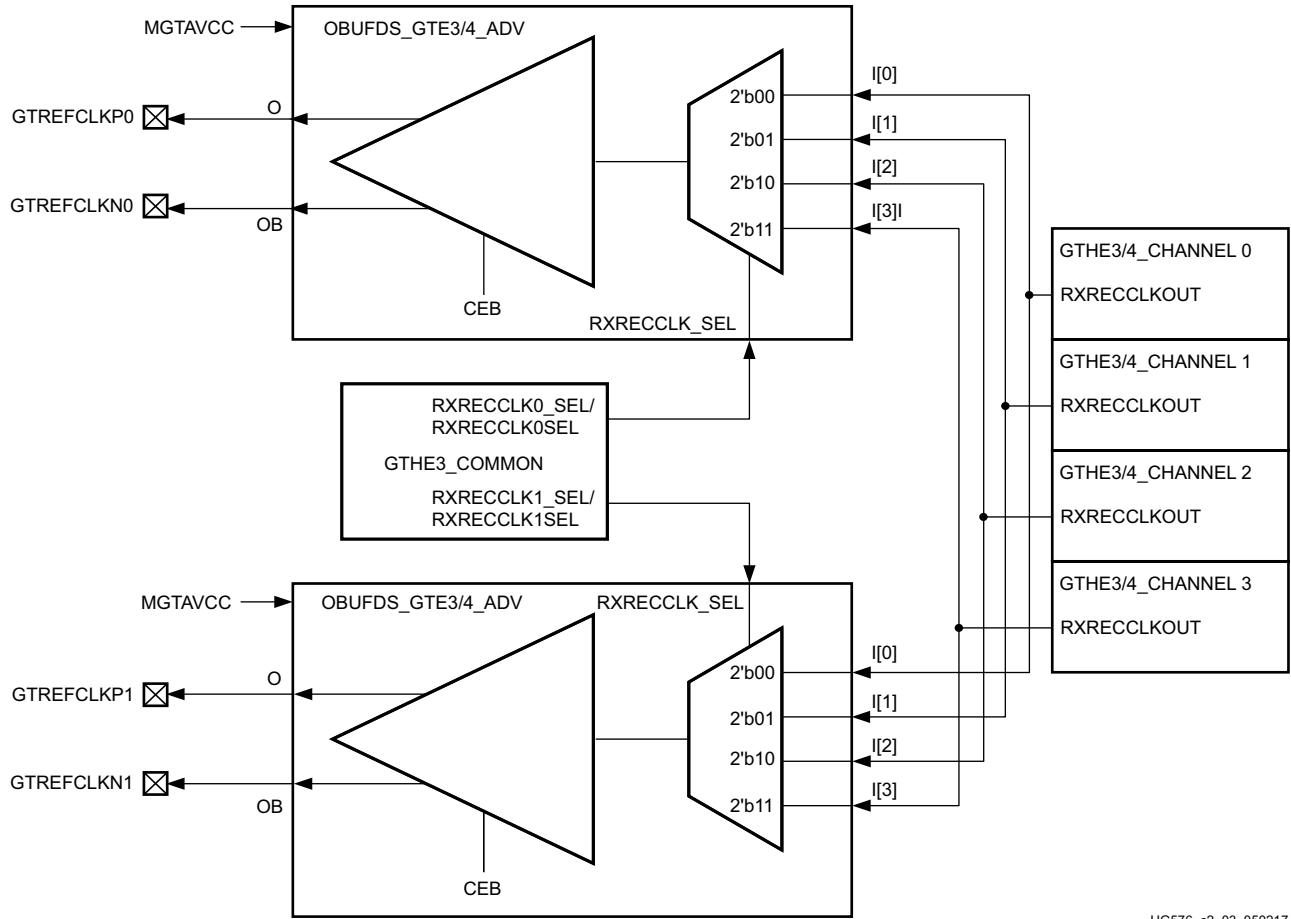 MGTAVCC
OBUFDS_GTE3/4_ADV
GTREFCLKP0
O
GTREFCLKN0
OB
CEB
2'b00
2'b01
2'b10
2'b11
I[0]
I[1]
I[2]
I[3]I
RXRECCLK_SEL
GTHE3/4_CHANNEL 0
RXRECCLKOUT
GTHE3/4_CHANNEL 1
RXRECCLKOUT
GTHE3/4_CHANNEL 2
RXRECCLKOUT
GTHE3/4_CHANNEL 3
RXRECCLKOUT
RXRECCLK0_SEL/
RXRECCLK0SEL
GTHE3_COMMON
RXRECCLK1_SEL/
RXRECCLK1SEL
MGTAVCC
OBUFDS_GTE3/4_ADV
RXRECCLK_SEL
GTREFCLKP1
O
GTREFCLKN1
OB
CEB
2'b00
2'b01
2'b10
2'b11
I[0]
I[1]
I[2]
I[3]